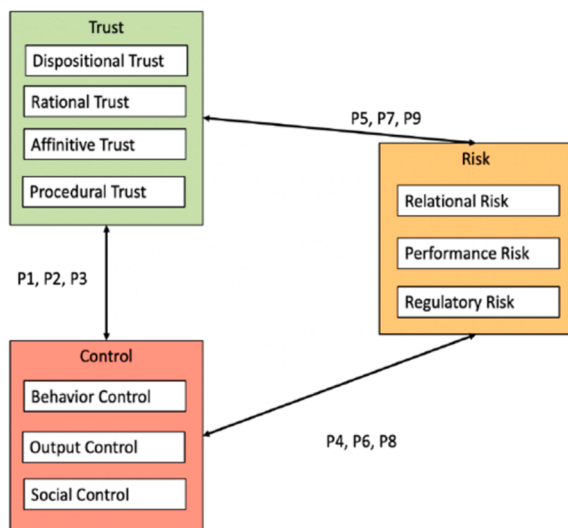 Trust
Dispositional Trust
Rational Trust
Affinitive Trust
Procedural Trust
P5, P7, P9
Risk
Relational Risk
Performance Risk
Regulatory Risk
P1, P2, P3
Control
Behavior Control
Output Control
Social Control
P4, P6, P8